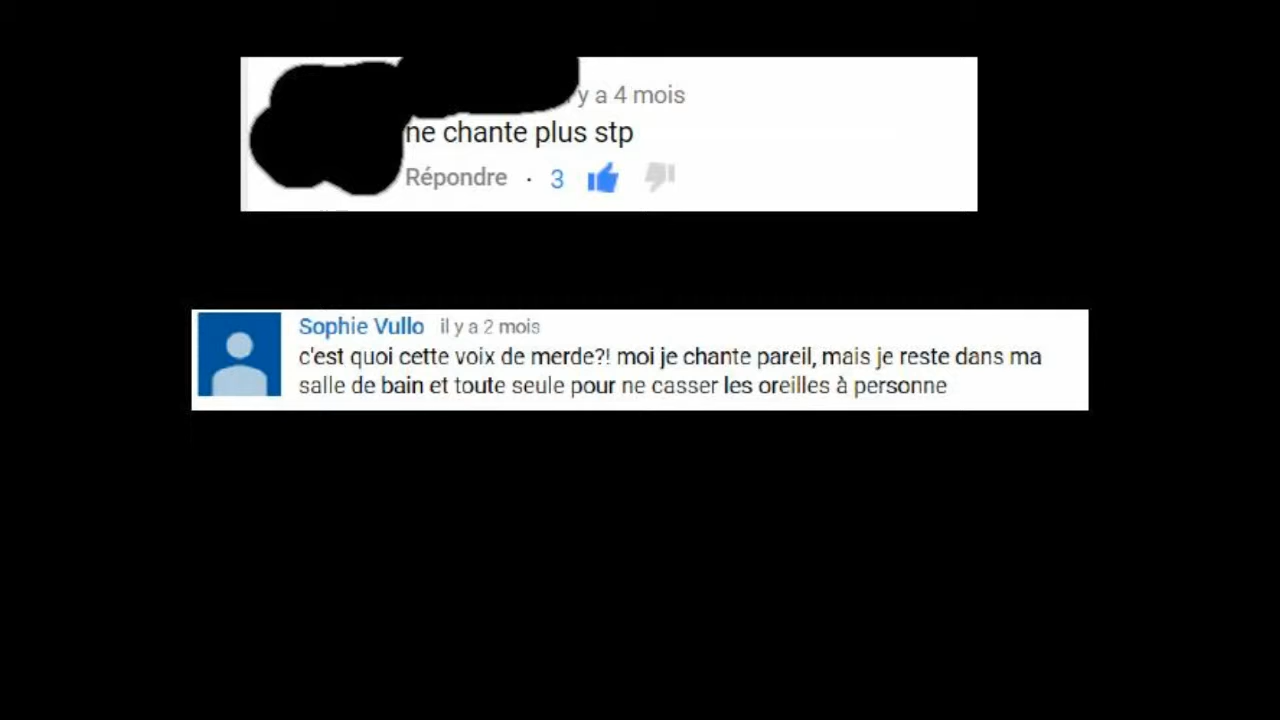 y a 4 mois
ne chante plus stp
Répondre · 3
Sophie Vullo il y a 2 mois
c'est quoi cette voix de merde?! moi je chante pareil, mais je reste dans ma
salle de bain et toute seule pour ne casser les oreilles à personne